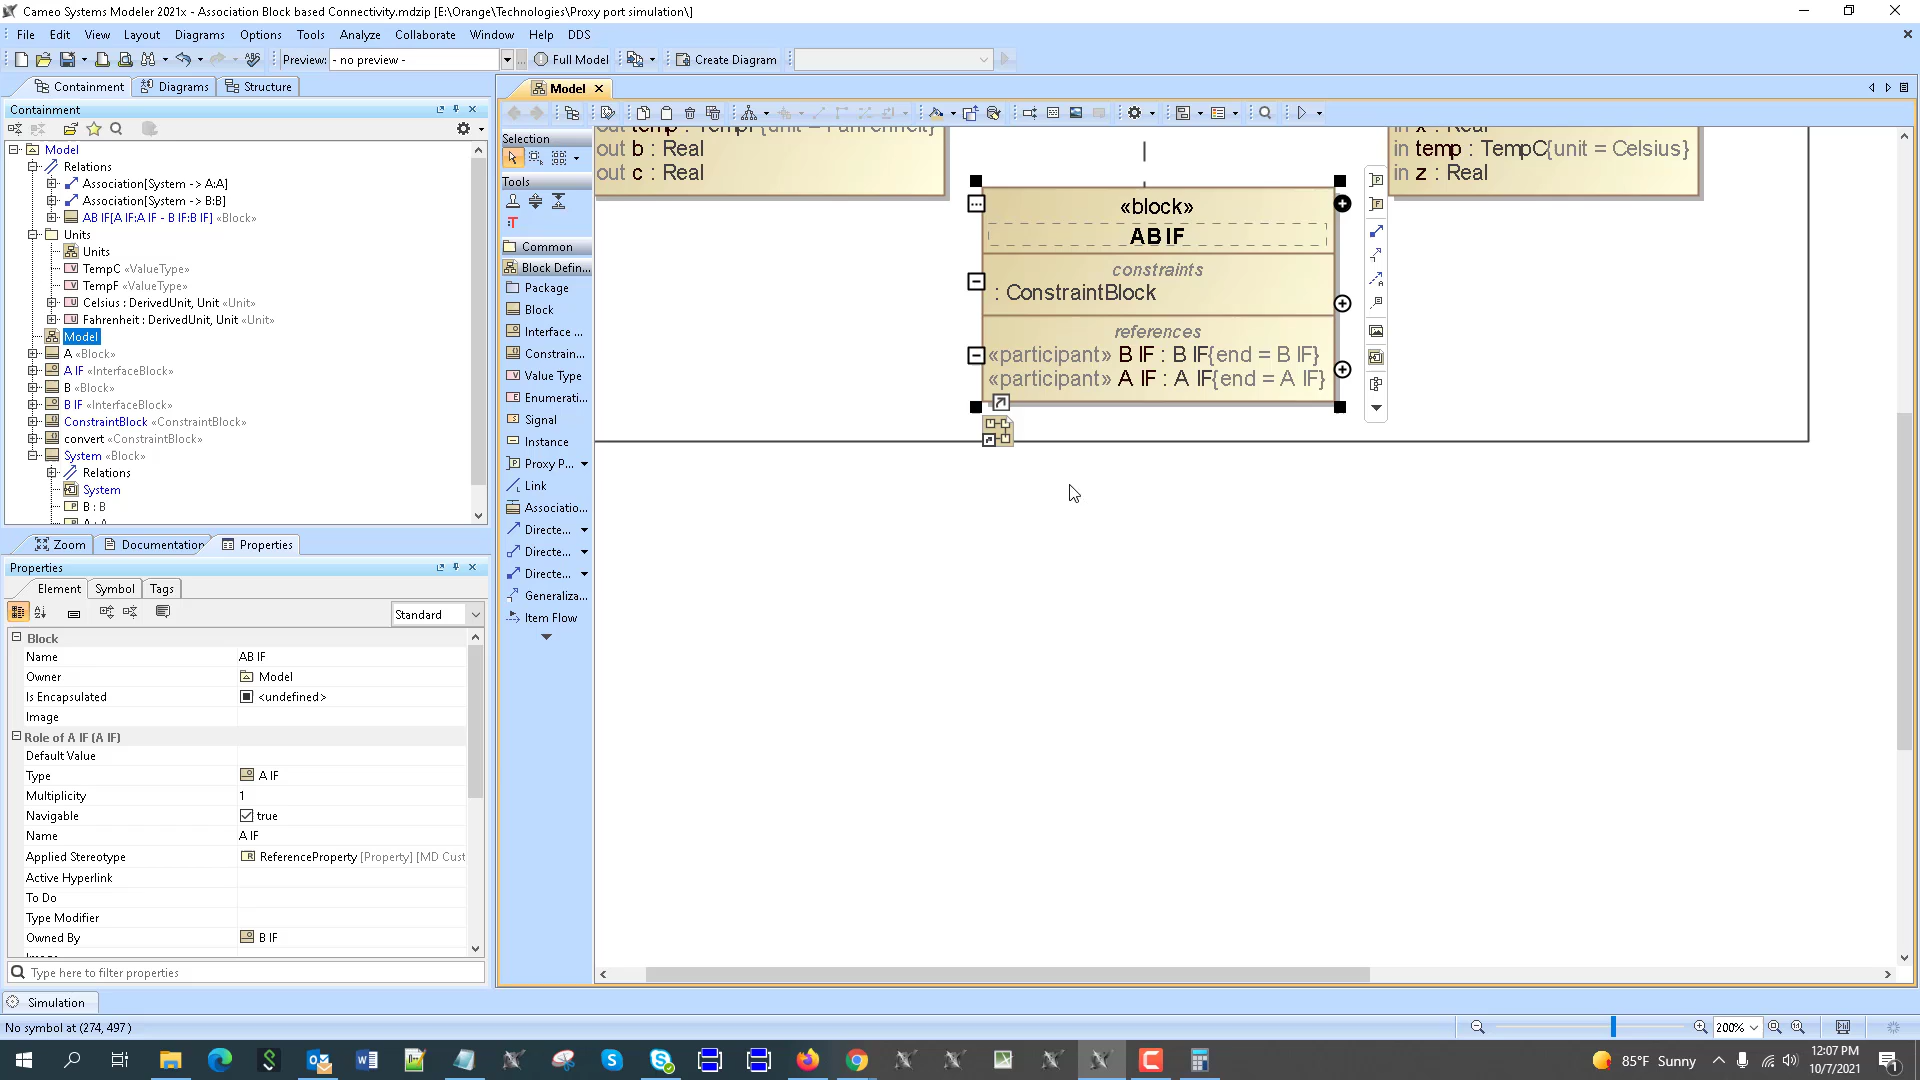 Cameo Systems Modeler 2021x - Association Block based Connectivity.mdzip [E:\Orange\Technologies\Proxy port simulation\]
File Edit View Layout Diagrams Options Tools Analyze Collaborate Window Help DDS
Preview: - no preview - ... Full Model Create Diagram
Containment Diagrams Structure
Containment
Model
Relations
Association[System -> A:A]
Association[System -> B:B]
AB IF[A IF:A IF - B IF:B IF] «Block»
Units
Units
TempC «ValueType»
TempF «ValueType»
Celsius : DerivedUnit, Unit «Unit»
Fahrenheit : DerivedUnit, Unit «Unit»
Model
A «Block»
A IF «InterfaceBlock»
B «Block»
B IF «InterfaceBlock»
ConstraintBlock «ConstraintBlock»
convert «ConstraintBlock»
System «Block»
Relations
System
B : B
A : A
Zoom Documentation Properties
Properties
Element Symbol Tags
Standard
Block
Name AB IF
Owner Model
Is Encapsulated <undefined>
Image
Role of A IF (A IF)
Default Value
Type A IF
Multiplicity 1
Navigable true
Name A IF
Applied Stereotype ReferenceProperty [Property] [MD Cust
Active Hyperlink
To Do
Type Modifier
Owned By B IF
Image
Type here to filter properties
Simulation
No symbol at (274, 497 )
Model
Selection
Tools
Common
Block Defin...
Package
Block
Interface ...
Constrain...
Value Type
Enumerati...
Signal
Instance
Proxy P...
Link
Associatio...
Directe...
Directe...
Directe...
Generaliza...
Item Flow
out temp : TempF{unit = Fahrenheit}
out b : Real
out c : Real
«block»
AB IF
constraints
: ConstraintBlock
references
«participant» B IF : B IF{end = B IF}
«participant» A IF : A IF{end = A IF}
in x : Real
in temp : TempC{unit = Celsius}
in z : Real
200%
85°F Sunny
12:07 PM
10/7/2021
1